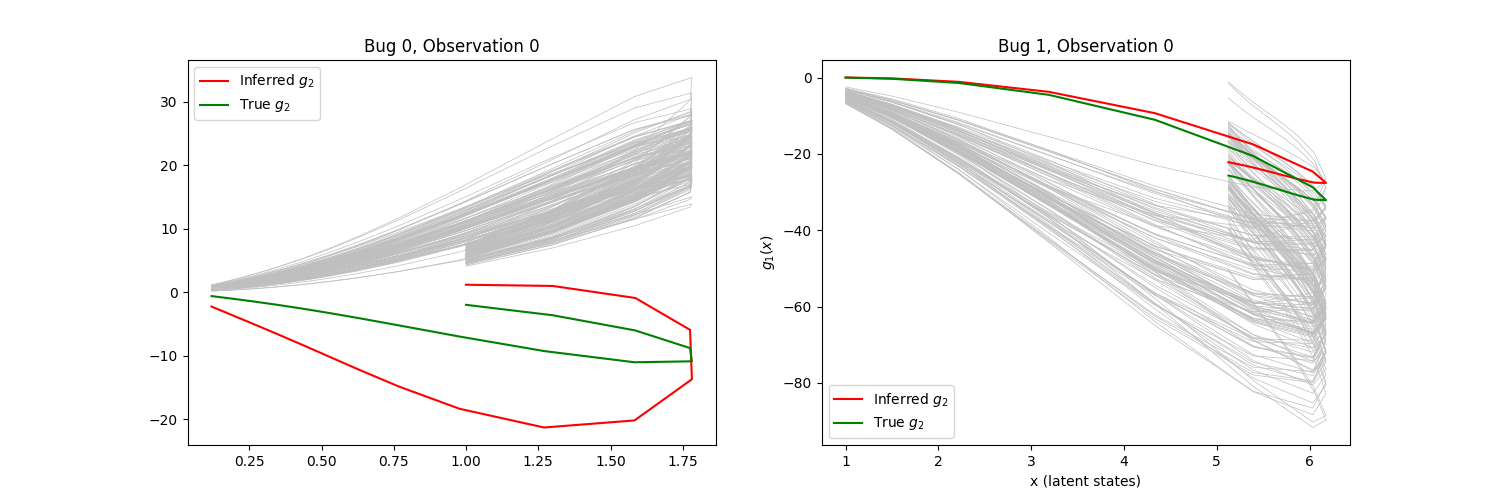 Bug 0, Observation 0
Inferred g₂
True g₂
30
20
10
0
−10
−20
0.25 0.50 0.75 1.00 1.25 1.50 1.75
Bug 1, Observation 0
g₁(x)
0
−20
−40
−60
−80
Inferred g₂
True g₂
1 2 3 4 5 6
x (latent states)